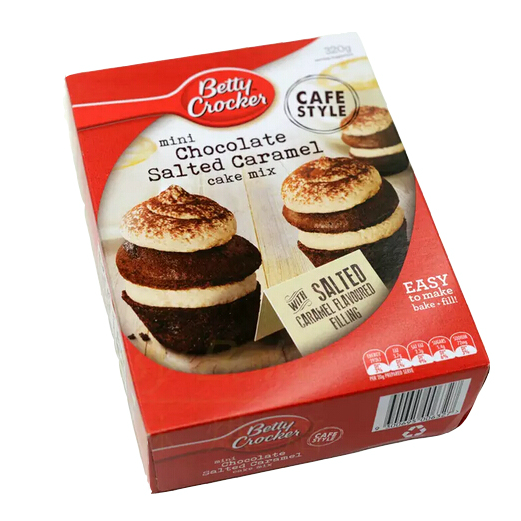 320g
Betty
Crocker
CAFE
STYLE
mini
Chocolate
Salted Caramel
cake mix
WITH
SALTED
CARAMEL FLAVOURED
FILLING
EASY
to make
bake + fill!
Betty
Crocker
CAFE
STYLE
mini
Chocolate
Salted Caramel
cake mix